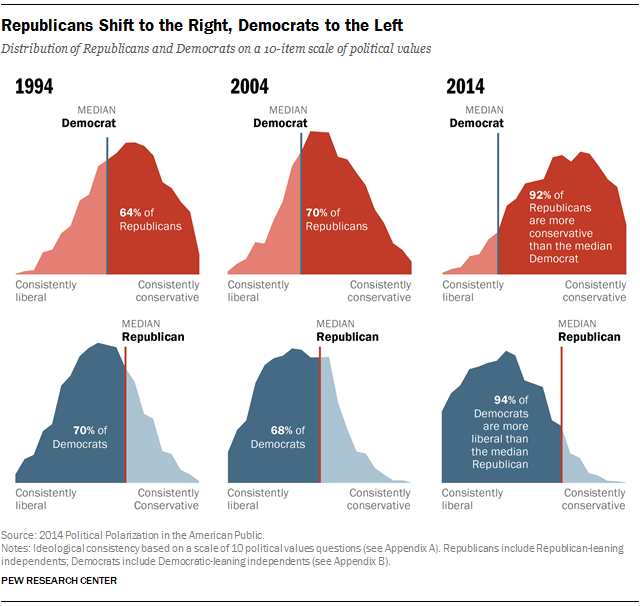 Republicans Shift to the Right, Democrats to the Left
Distribution of Republicans and Democrats on a 10-item scale of political values
1994
MEDIAN
Democrat
64% of
Republicans
Consistently
liberal
Consistently
conservative
2004
MEDIAN
Democrat
70% of
Republicans
Consistently
liberal
Consistently
conservative
2014
MEDIAN
Democrat
92% of
Republicans
are more
conservative
than the median
Democrat
Consistently
liberal
Consistently
conservative
MEDIAN
Republican
70% of
Democrats
Consistently
liberal
Consistently
Conservative
MEDIAN
Republican
68% of
Democrats
Consistently
liberal
Consistently
Conservative
MEDIAN
Republican
94% of
Democrats
are more
liberal than
the median
Republican
Consistently
liberal
Consistently
conservative
Source: 2014 Political Polarization in the American Public.
Notes: Ideological consistency based on a scale of 10 political values questions (see Appendix A). Republicans include Republican-leaning
independents; Democrats include Democratic-leaning independents (see Appendix B).
PEW RESEARCH CENTER